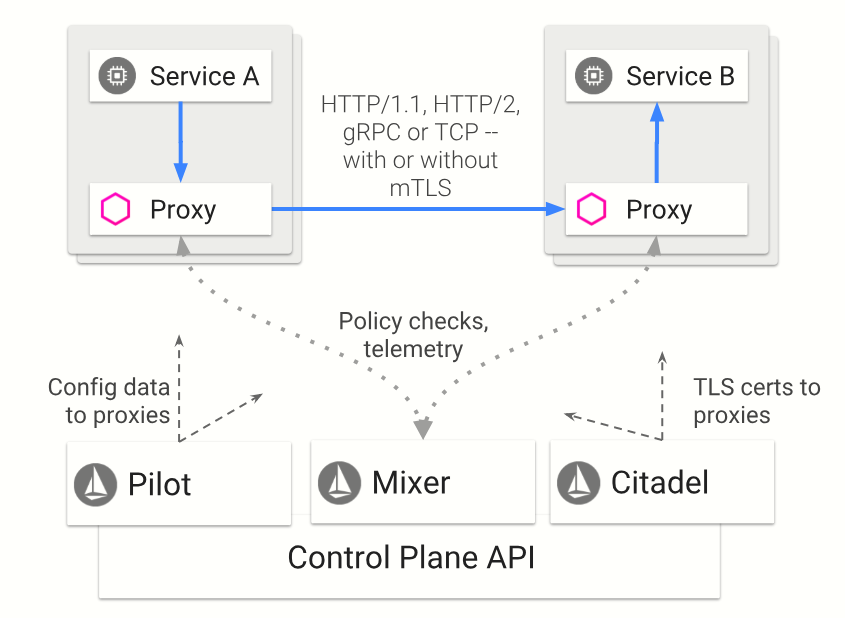 Service A
Service B
HTTP/1.1, HTTP/2,
gRPC or TCP --
with or without
mTLS
Proxy
Proxy
Policy checks,
telemetry
Config data
to proxies
TLS certs to
proxies
Pilot
Mixer
Citadel
Control Plane API